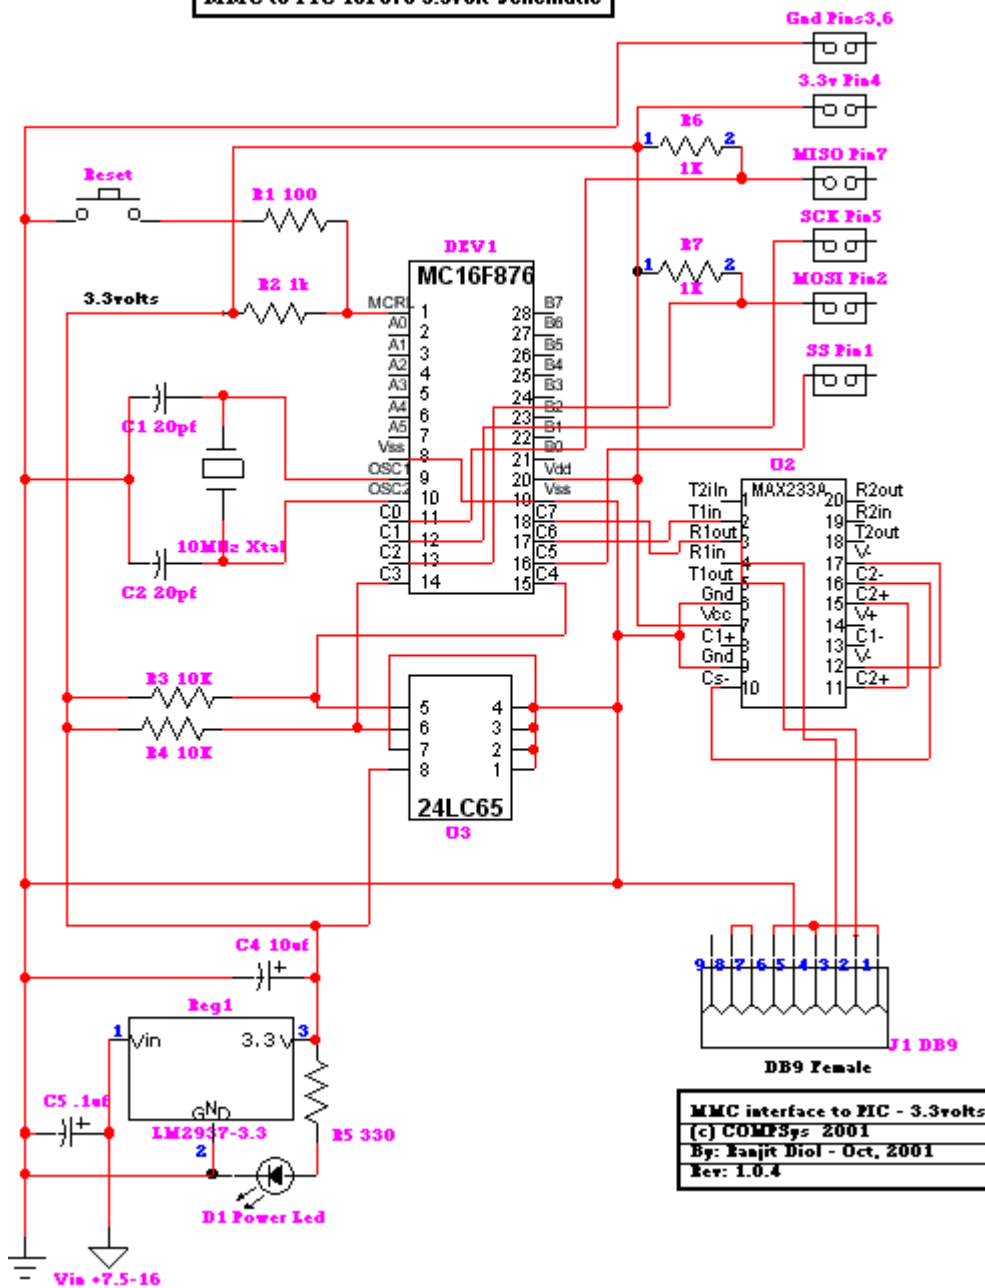 MMC to PIC 16F876 3.3volt Schematic
Gnd Pins3,6
3.3v Pin4
R6
1 2
1K
MISO Pin7
Reset
R1 100
SCK Pin5
DEV1
R7
1 2
1K
MC16F876
MOSI Pin2
R2 1k
3.3volts
SS Pin1
MCRL
A0
A1
A2
A3
A4
A5
Vss
OSC1
OSC2
C0
C1
C2
C3
1
2
3
4
5
6
7
8
9
10
11
12
13
14
28
27
26
25
24
23
22
21
20
19
18
17
16
15
B7
B6
B5
B4
B3
B2
B1
B0
Vdd
Vss
C7
C6
C5
C4
C1 20pf
10MHz Xtal
C2 20pf
U2
MAX233A
T2iIn
T1in
R1out
R1in
T1out
Gnd
Vcc
C1+
Gnd
Cs-
1
2
3
4
5
6
7
8
9
10
20
19
18
17
16
15
14
13
12
11
R2out
R2in
T2out
V-
C2-
C2+
V+
C1-
V-
C2+
R3 10K
R4 10K
5 4
6 3
7 2
8 1
24LC65
U3
C4 10uf
Reg1
1 Vin 3.3 V 3
GND
LM2937-3.3
2
C5 .1uf
R5 330
D1 Power Led
Vin +7.5-16
9 8 7 6 5 4 3 2 1
J1 DB9
DB9 Female
MMC interface to PIC - 3.3volts
(c) COMPSys 2001
By: Ranjit Diol - Oct, 2001
Rev: 1.0.4